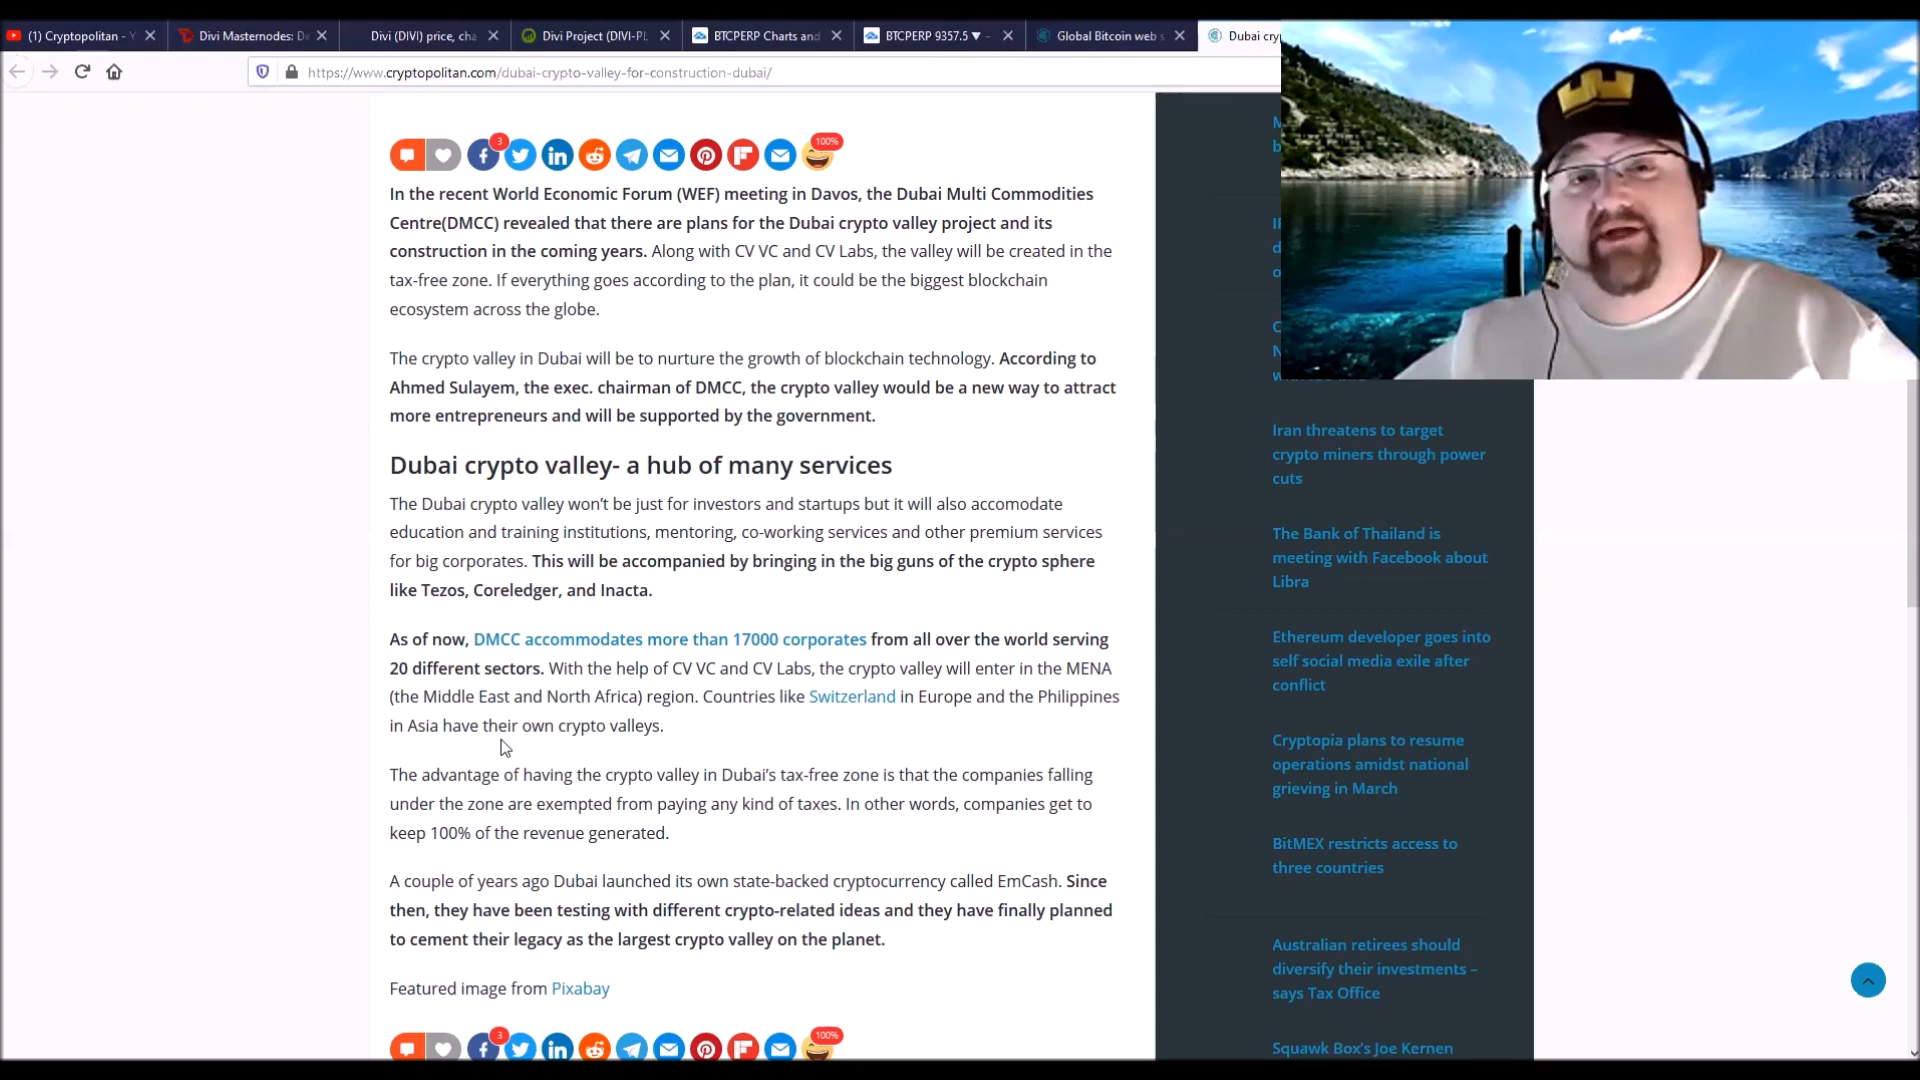 (1) Cryptopolitan - Y
Divi Masternodes: D
Divi (DIVI) price, cha
Divi Project (DIVI-PL
BTCPERP Charts and
BTCPERP 9357.5 ▼ -
Global Bitcoin web s
Dubai cry
https://www.cryptopolitan.com/dubai-crypto-valley-for-construction-dubai/
3
100%
In the recent World Economic Forum (WEF) meeting in Davos, the Dubai Multi Commodities
Centre(DMCC) revealed that there are plans for the Dubai crypto valley project and its
construction in the coming years. Along with CV VC and CV Labs, the valley will be created in the
tax-free zone. If everything goes according to the plan, it could be the biggest blockchain
ecosystem across the globe.
The crypto valley in Dubai will be to nurture the growth of blockchain technology. According to
Ahmed Sulayem, the exec. chairman of DMCC, the crypto valley would be a new way to attract
more entrepreneurs and will be supported by the government.
Dubai crypto valley- a hub of many services
The Dubai crypto valley won't be just for investors and startups but it will also accomodate
education and training institutions, mentoring, co-working services and other premium services
for big corporates. This will be accompanied by bringing in the big guns of the crypto sphere
like Tezos, Coreledger, and Inacta.
As of now, DMCC accommodates more than 17000 corporates from all over the world serving
20 different sectors. With the help of CV VC and CV Labs, the crypto valley will enter in the MENA
(the Middle East and North Africa) region. Countries like Switzerland in Europe and the Philippines
in Asia have their own crypto valleys.
The advantage of having the crypto valley in Dubai's tax-free zone is that the companies falling
under the zone are exempted from paying any kind of taxes. In other words, companies get to
keep 100% of the revenue generated.
A couple of years ago Dubai launched its own state-backed cryptocurrency called EmCash. Since
then, they have been testing with different crypto-related ideas and they have finally planned
to cement their legacy as the largest crypto valley on the planet.
Featured image from Pixabay
3
100%
Iran threatens to target
crypto miners through power
cuts
The Bank of Thailand is
meeting with Facebook about
Libra
Ethereum developer goes into
self social media exile after
conflict
Cryptopia plans to resume
operations amidst national
grieving in March
BitMEX restricts access to
three countries
Australian retirees should
diversify their investments –
says Tax Office
Squawk Box's Joe Kernen